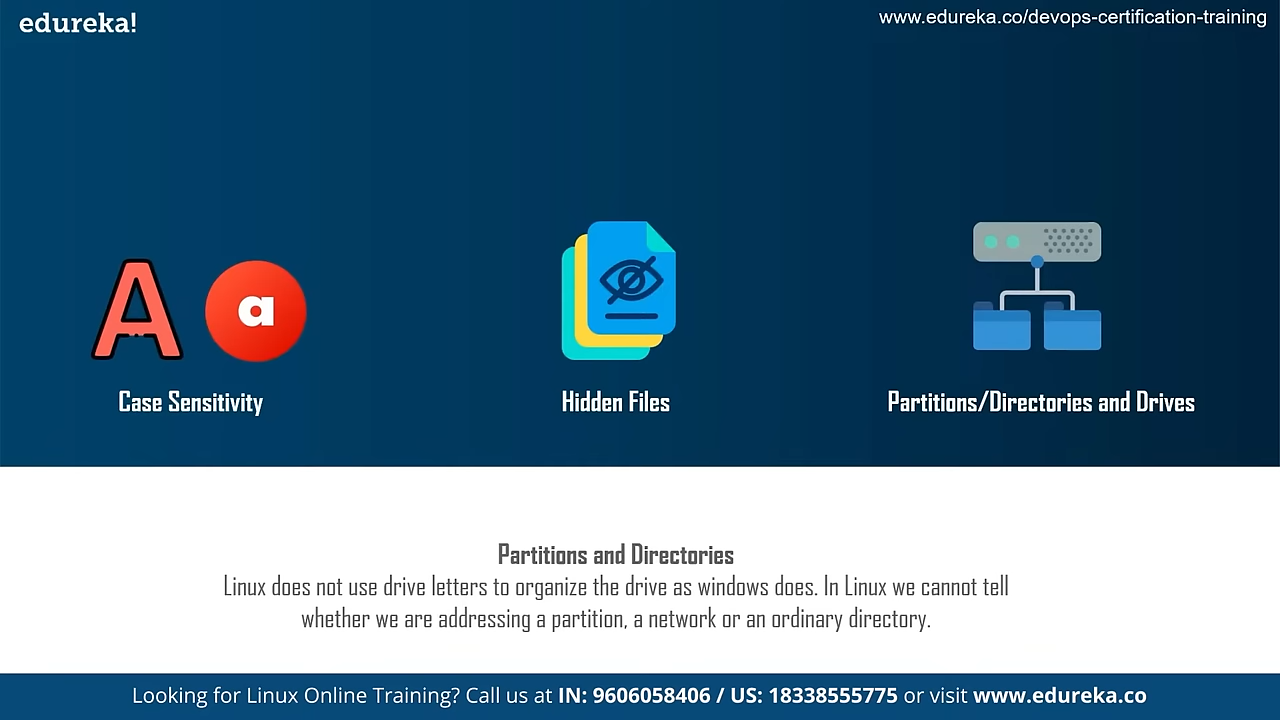 edureka!
www.edureka.co/devops-certification-training
A a
Case Sensitivity
Hidden Files
Partitions/Directories and Drives
Partitions and Directories
Linux does not use drive letters to organize the drive as windows does. In Linux we cannot tell
whether we are addressing a partition, a network or an ordinary directory.
Looking for Linux Online Training? Call us at IN: 9606058406 / US: 18338555775 or visit www.edureka.co